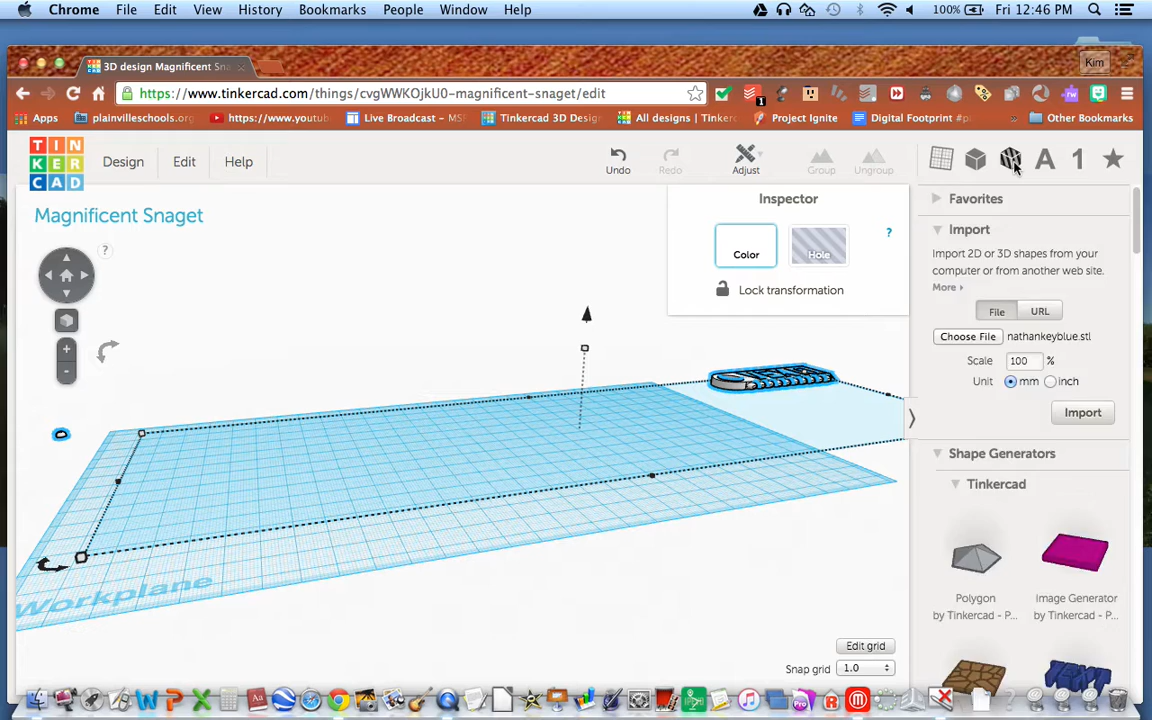 Chrome File Edit View History Bookmarks People Window Help 100% Fri 12:46 PM
3D design Magnificent Sna Kim
https://www.tinkercad.com/things/cvgWWKOjkU0-magnificent-snaget/edit
Apps plainvilleschools.org https://www.youtub Live Broadcast - MS Tinkercad 3D Design All designs | Tinkerc Project Ignite Digital Footprint #p » Other Bookmarks
TIN
KER
CAD
Design Edit Help Undo Redo Adjust Group Ungroup A 1
Magnificent Snaget
Inspector
Color Hole ?
Lock transformation
?
+
-
Workplane
Edit grid
Snap grid 1.0
Favorites
Import
Import 2D or 3D shapes from your
computer or from another web site.
More
File URL
Choose File nathankeyblue.stl
Scale 100 %
Unit mm inch
Import
Shape Generators
Tinkercad
Polygon Image Generator
by Tinkercad - P... by Tinkercad - P...
TEXT